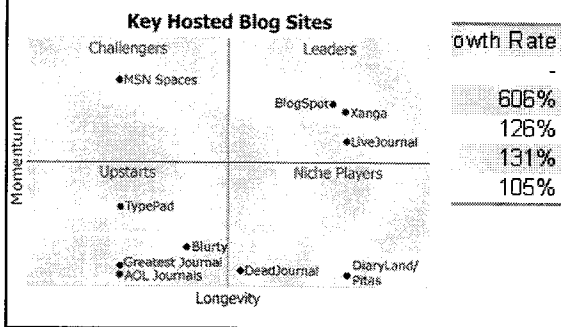 Key Hosted Blog Sites
Challengers
Leaders
MSN Spaces
BlogSpot
Xanga
LiveJournal
Momentum
Upstarts
Niche Players
TypePad
Blurty
Greatest Journal
AOL Journals
DeadJournal
DiaryLand/
Pitas
Longevity
owth Rate
-
606%
126%
131%
105%